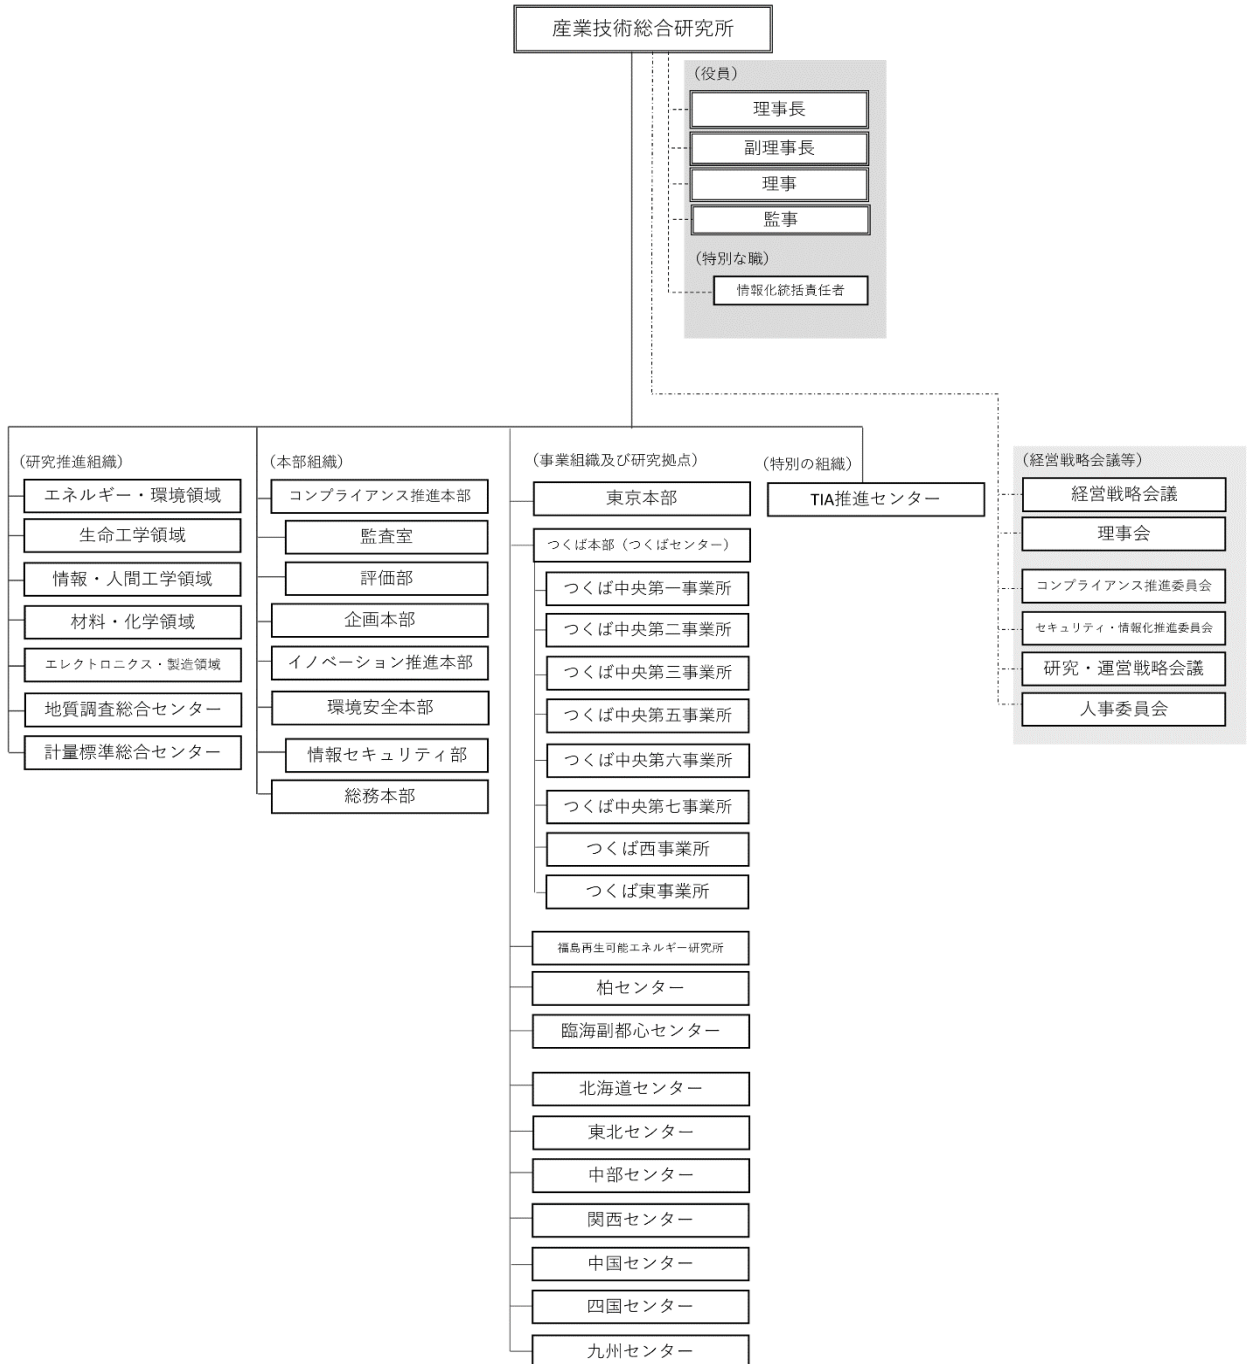 産業技術総合研究所
（役員）
理事長
副理事長
理事
監事
（特別な職）
情報化統括責任者
（研究推進組織）
エネルギー・環境領域
生命工学領域
情報・人間工学領域
材料・化学領域
エレクトロニクス・製造領域
地質調査総合センター
計量標準総合センター
（本部組織）
コンプライアンス推進本部
監査室
評価部
企画本部
イノベーション推進本部
環境安全本部
情報セキュリティ部
総務本部
（事業組織及び研究拠点）
東京本部
つくば本部（つくばセンター）
つくば中央第一事業所
つくば中央第二事業所
つくば中央第三事業所
つくば中央第五事業所
つくば中央第六事業所
つくば中央第七事業所
つくば西事業所
つくば東事業所
福島再生可能エネルギー研究所
柏センター
臨海副都心センター
北海道センター
東北センター
中部センター
関西センター
中国センター
四国センター
九州センター
（特別の組織）
TIA推進センター
（経営戦略会議等）
経営戦略会議
理事会
コンプライアンス推進委員会
セキュリティ・情報化推進委員会
研究・運営戦略会議
人事委員会